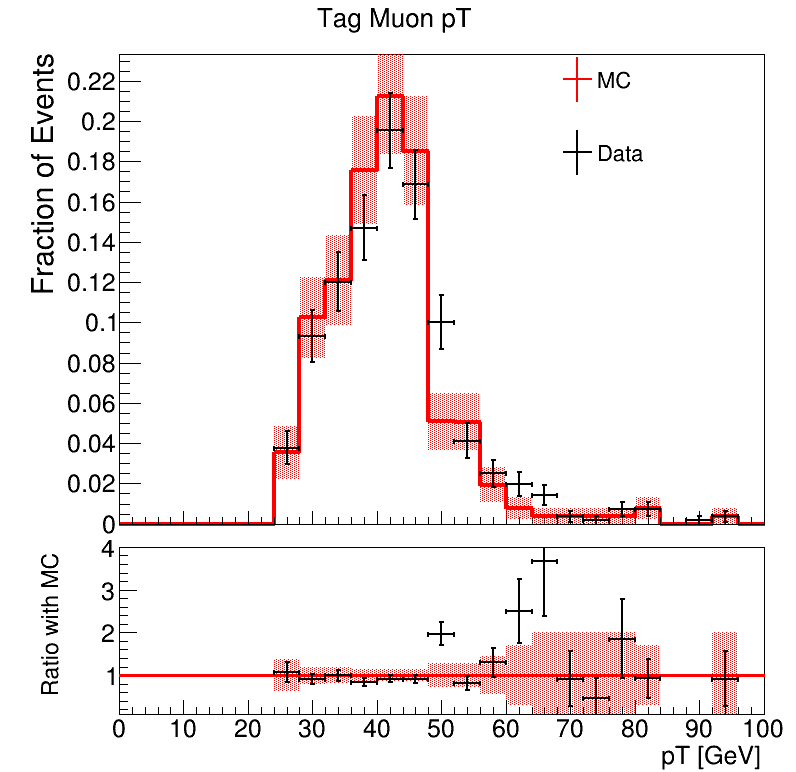 Tag Muon pT
Fraction of Events
0.22
0.2
0.18
0.16
0.14
0.12
0.1
0.08
0.06
0.04
0.02
0
MC
Data
Ratio with MC
4
3
2
1
0 10 20 30 40 50 60 70 80 90 100
pT [GeV]